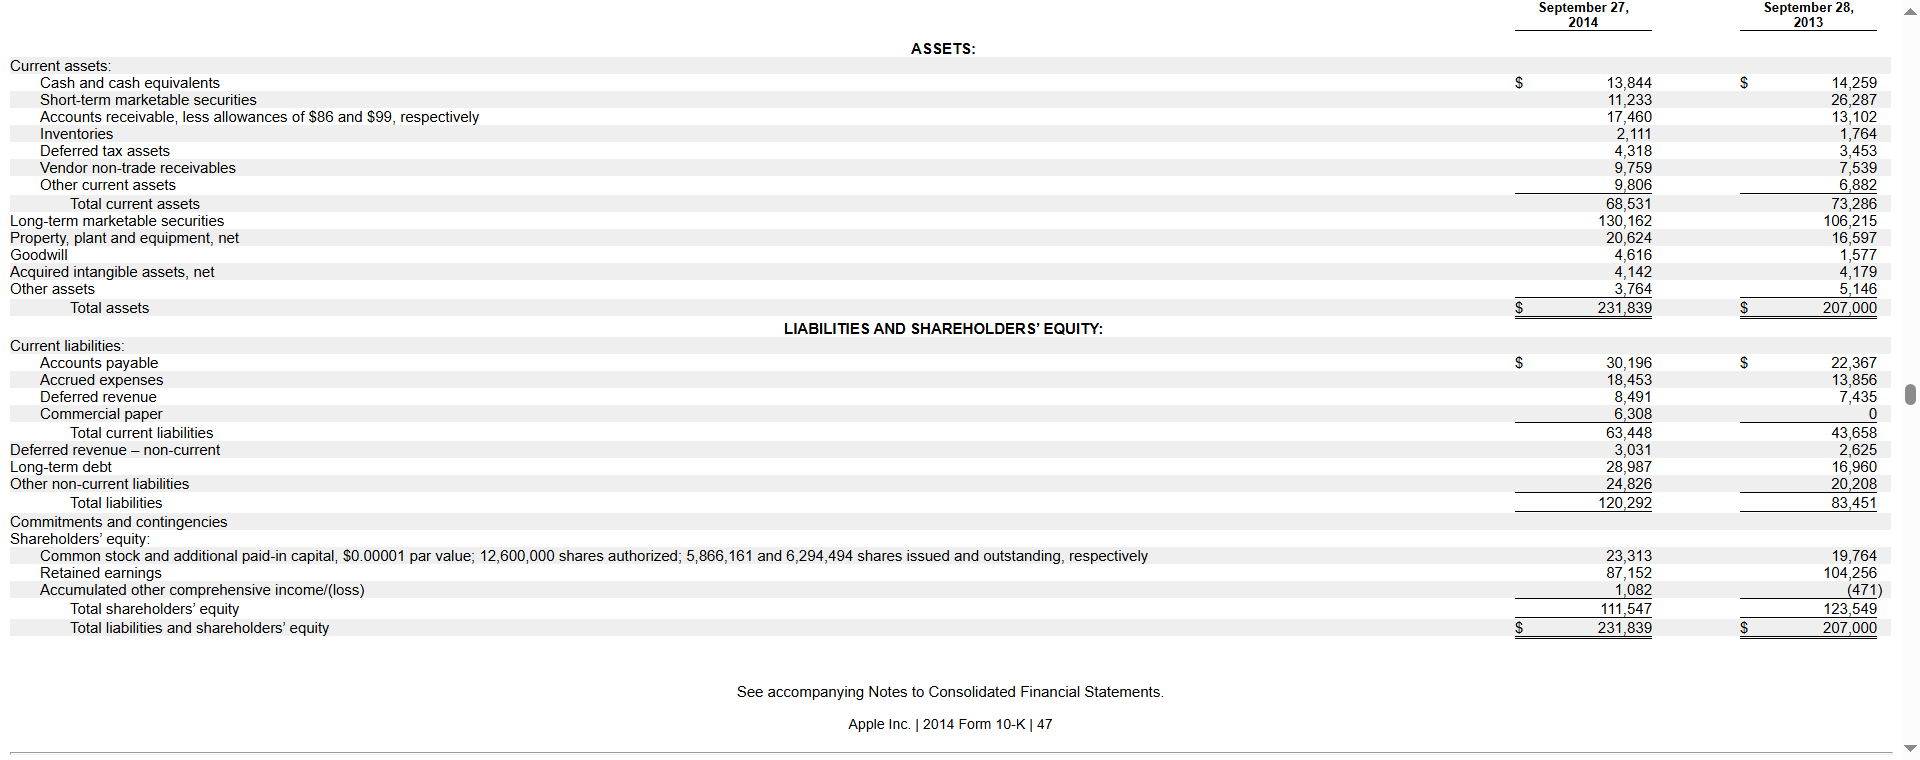 September 27, September 28,
2014 2013
ASSETS:
Current assets:
Cash and cash equivalents $ 13,844 $ 14,259
Short-term marketable securities 11,233 26,287
Accounts receivable, less allowances of $86 and $99, respectively 17,460 13,102
Inventories 2,111 1,764
Deferred tax assets 4,318 3,453
Vendor non-trade receivables 9,759 7,539
Other current assets 9,806 6,882
Total current assets 68,531 73,286
Long-term marketable securities 130,162 106,215
Property, plant and equipment, net 20,624 16,597
Goodwill 4,616 1,577
Acquired intangible assets, net 4,142 4,179
Other assets 3,764 5,146
Total assets $ 231,839 $ 207,000
LIABILITIES AND SHAREHOLDERS’ EQUITY:
Current liabilities:
Accounts payable $ 30,196 $ 22,367
Accrued expenses 18,453 13,856
Deferred revenue 8,491 7,435
Commercial paper 6,308 0
Total current liabilities 63,448 43,658
Deferred revenue – non-current 3,031 2,625
Long-term debt 28,987 16,960
Other non-current liabilities 24,826 20,208
Total liabilities 120,292 83,451
Commitments and contingencies
Shareholders’ equity:
Common stock and additional paid-in capital, $0.00001 par value; 12,600,000 shares authorized; 5,866,161 and 6,294,494 shares issued and outstanding, respectively 23,313 19,764
Retained earnings 87,152 104,256
Accumulated other comprehensive income/(loss) 1,082 (471)
Total shareholders’ equity 111,547 123,549
Total liabilities and shareholders’ equity $ 231,839 $ 207,000
See accompanying Notes to Consolidated Financial Statements.
Apple Inc. | 2014 Form 10-K | 47